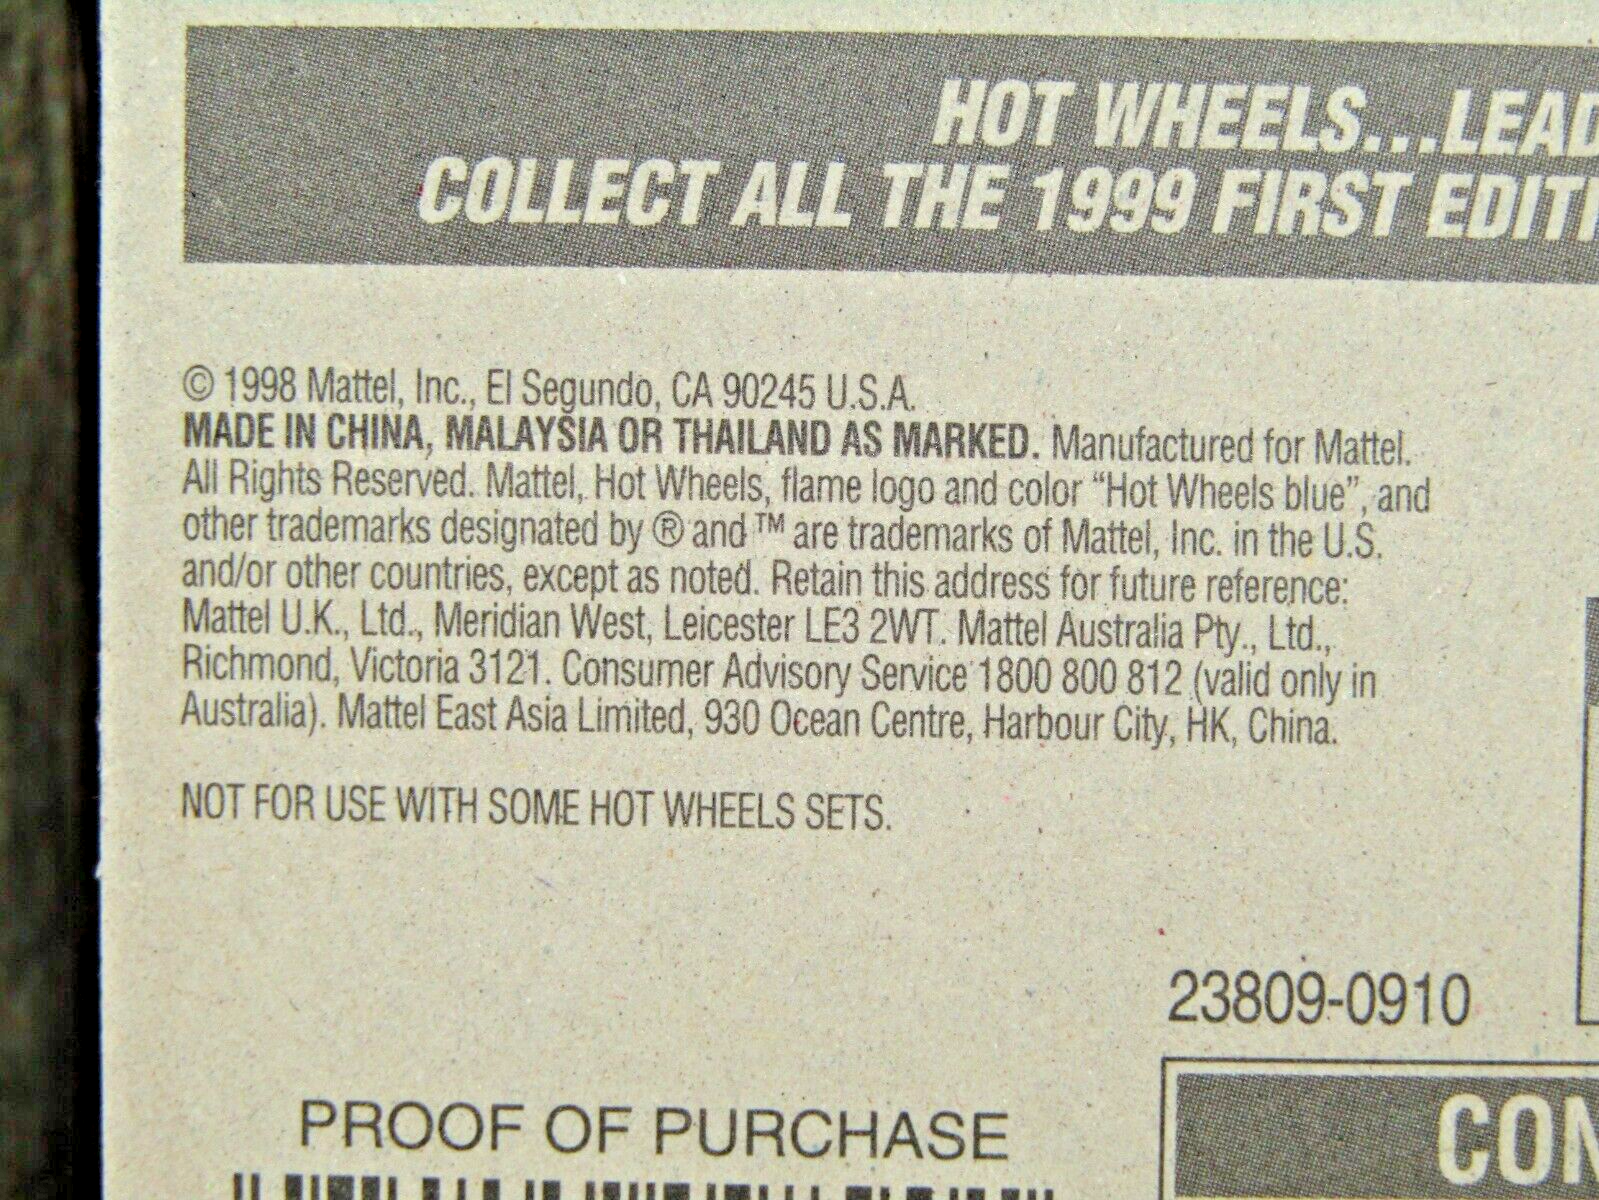 HOT WHEELS...LEAD
COLLECT ALL THE 1999 FIRST EDITI
© 1998 Mattel, Inc., El Segundo, CA 90245 U.S.A.
MADE IN CHINA, MALAYSIA OR THAILAND AS MARKED. Manufactured for Mattel.
All Rights Reserved. Mattel, Hot Wheels, flame logo and color “Hot Wheels blue”, and
other trademarks designated by ® and ™ are trademarks of Mattel, Inc. in the U.S.
and/or other countries, except as noted. Retain this address for future reference:
Mattel U.K., Ltd., Meridian West, Leicester LE3 2WT. Mattel Australia Pty., Ltd.,
Richmond, Victoria 3121. Consumer Advisory Service 1800 800 812 (valid only in
Australia). Mattel East Asia Limited, 930 Ocean Centre, Harbour City, HK, China.
NOT FOR USE WITH SOME HOT WHEELS SETS.
23809-0910
PROOF OF PURCHASE
CON